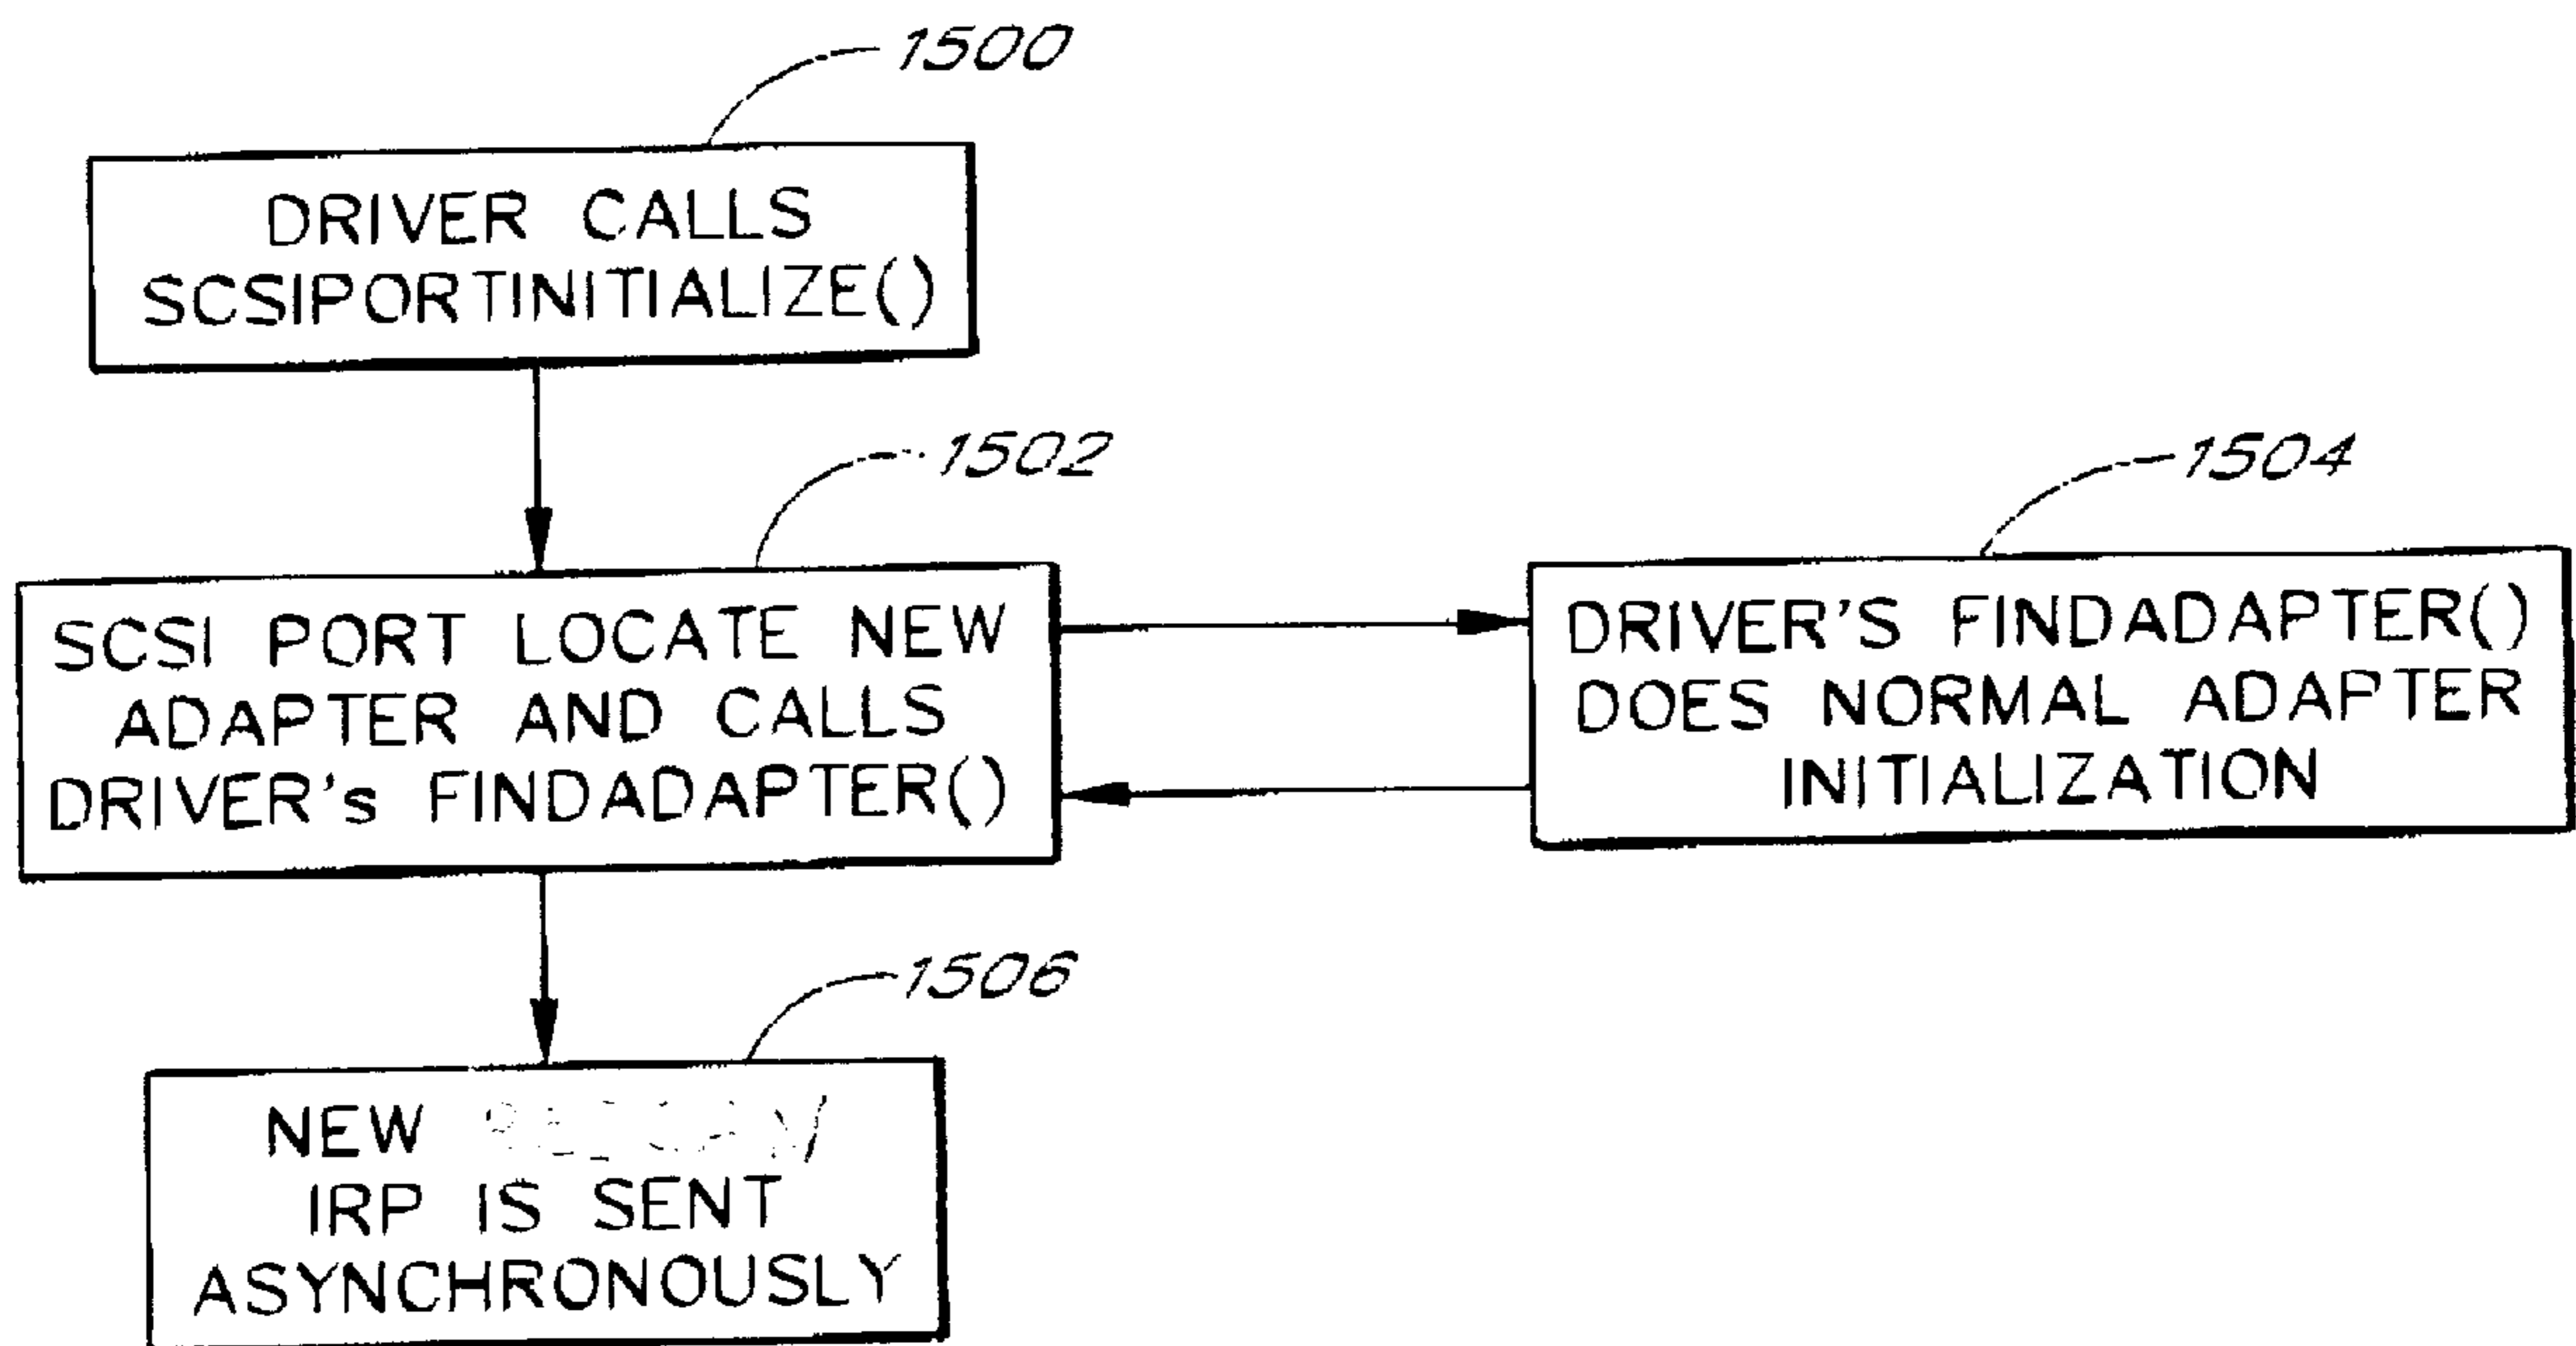 1500
DRIVER CALLS
SCSIPORTINITIALIZE()
1502
SCSI PORT LOCATE NEW
ADAPTER AND CALLS
DRIVER's FINDADAPTER()
1504
DRIVER'S FINDADAPTER()
DOES NORMAL ADAPTER
INITIALIZATION
1506
NEW
IRP IS SENT
ASYNCHRONOUSLY